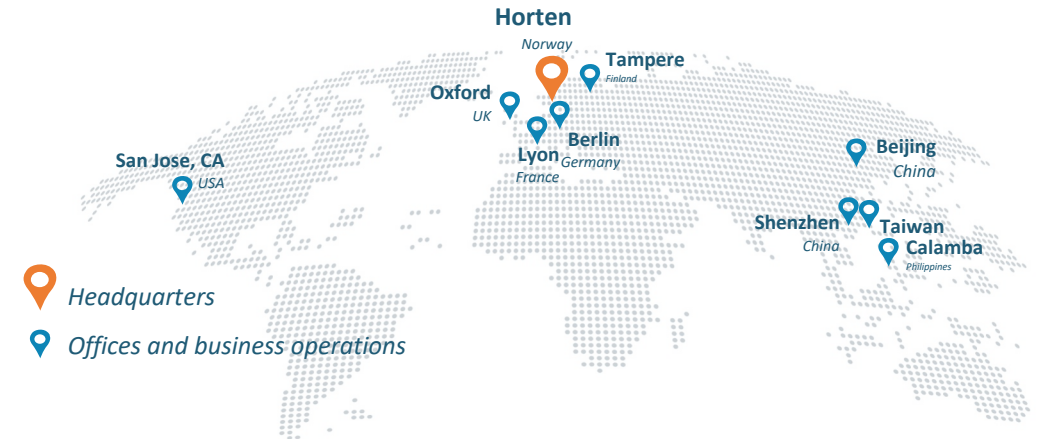 Horten
Norway
Tampere
Finland
Oxford
UK
Berlin
Germany
Lyon
France
San Jose, CA
USA
Beijing
China
Shenzhen
China
Taiwan
Calamba
Philippines
Headquarters
Offices and business operations